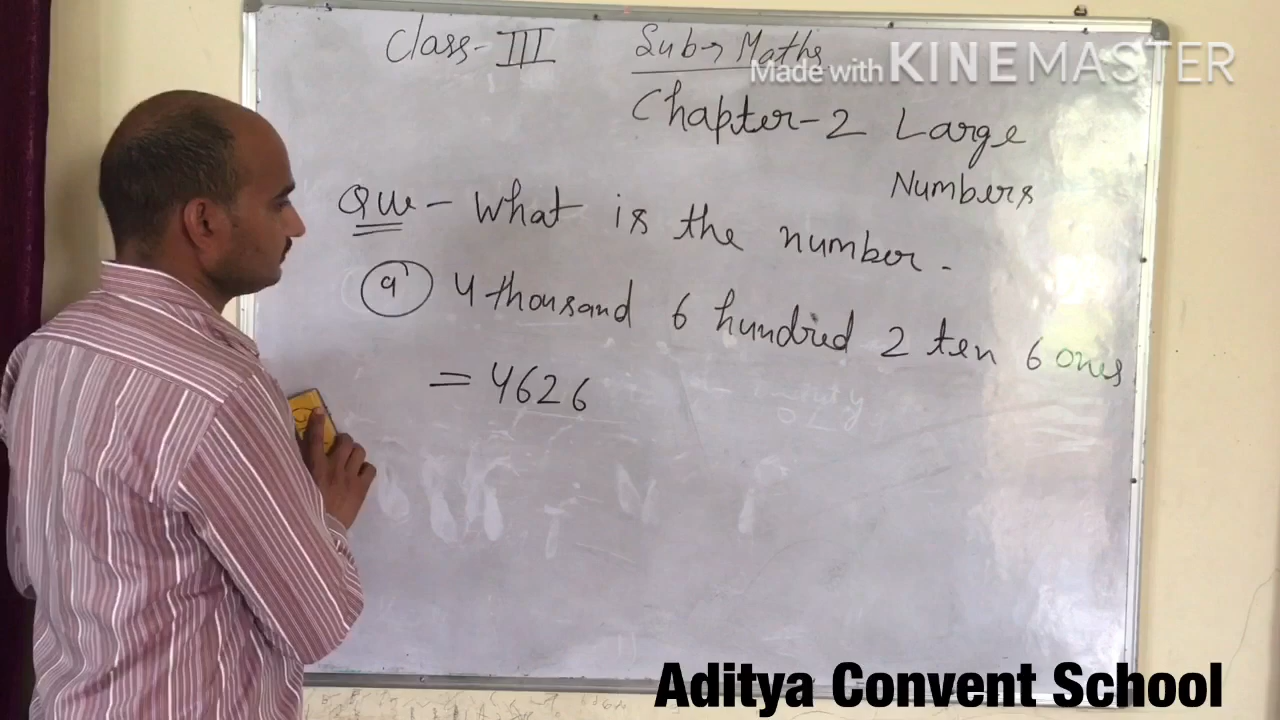 Class-III Sub→ Maths
Made with KINEMASTER
Chapter-2 Large
Numbers
Que - What is the number.
a 4 thousand 6 hundred 2 ten 6 ones
= 4626
Aditya Convent School